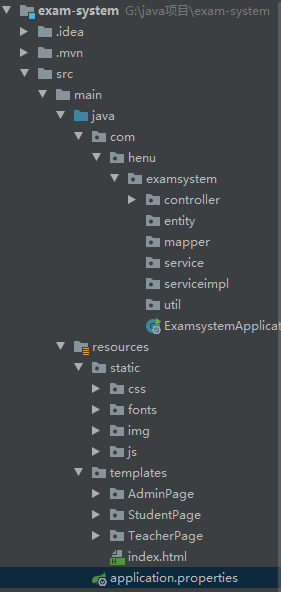 exam-system G:\java项目\exam-system
.idea
.mvn
src
main
java
com
henu
examsystem
controller
entity
mapper
service
serviceimpl
util
ExamsystemApplicat
resources
static
css
fonts
img
js
templates
AdminPage
StudentPage
TeacherPage
index.html
application.properties